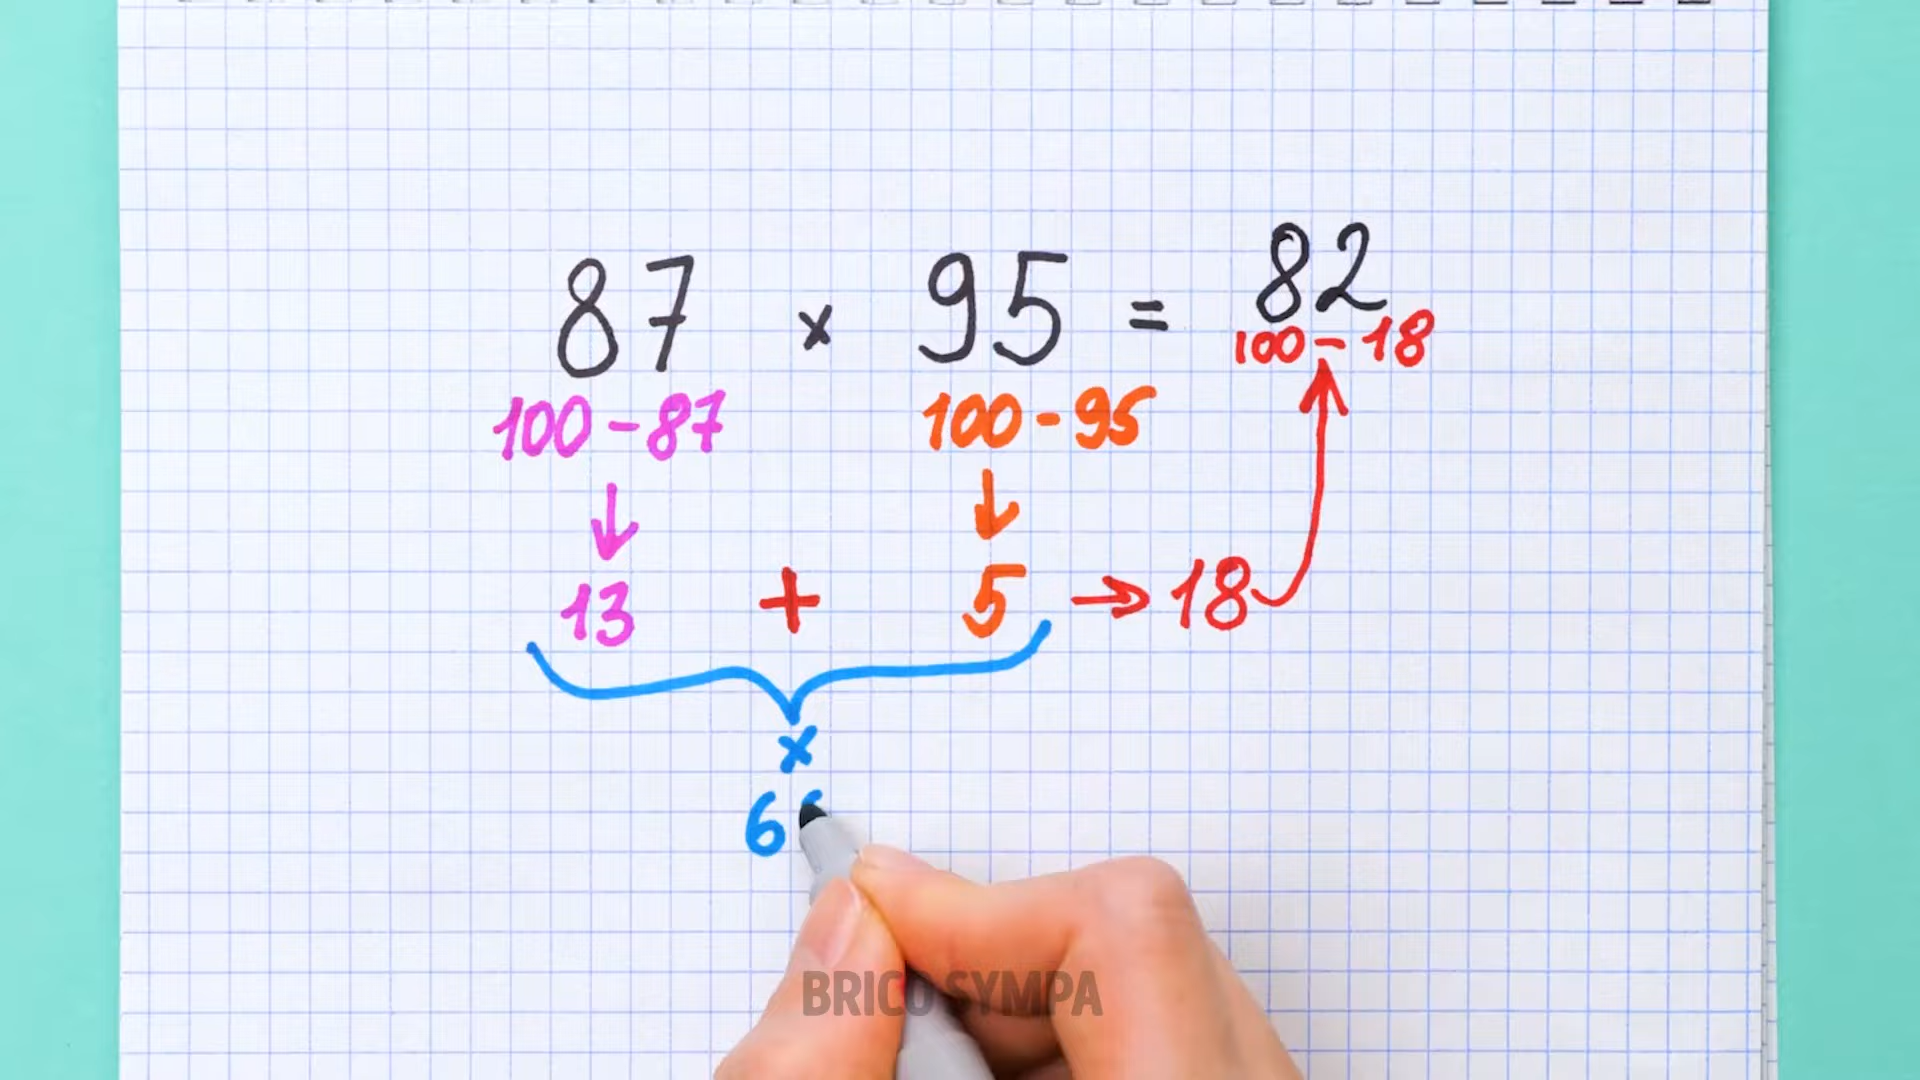 87 × 95 = 82
100-87 100-95 100-18
↓ ↓
13 + 5 → 18
×
6
BRICO SYMPA